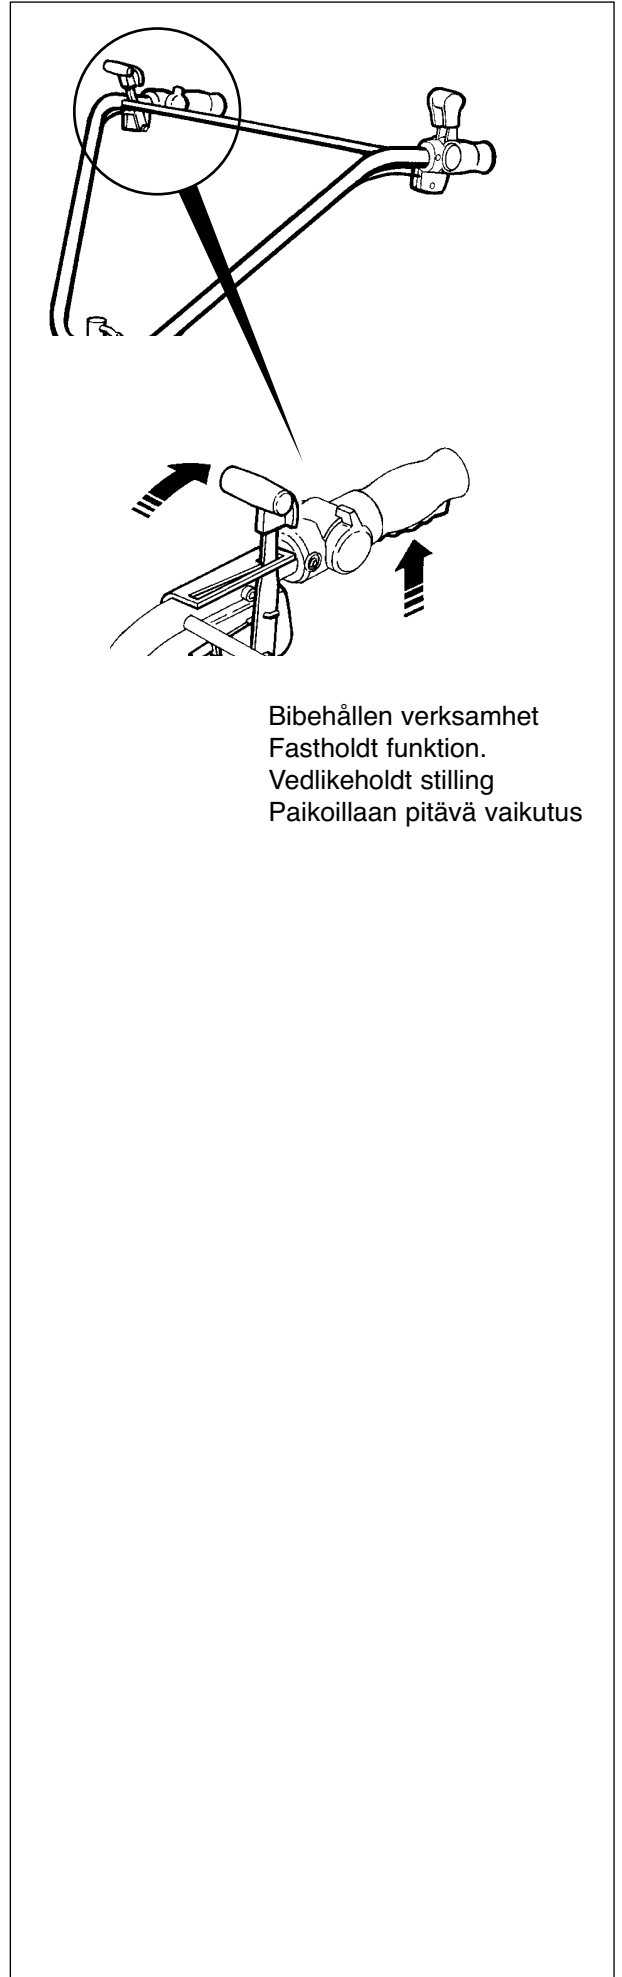 Bibehållen verksamhet
Fastholdt funktion.
Vedlikeholdt stilling
Paikoillaan pitävä vaikutus